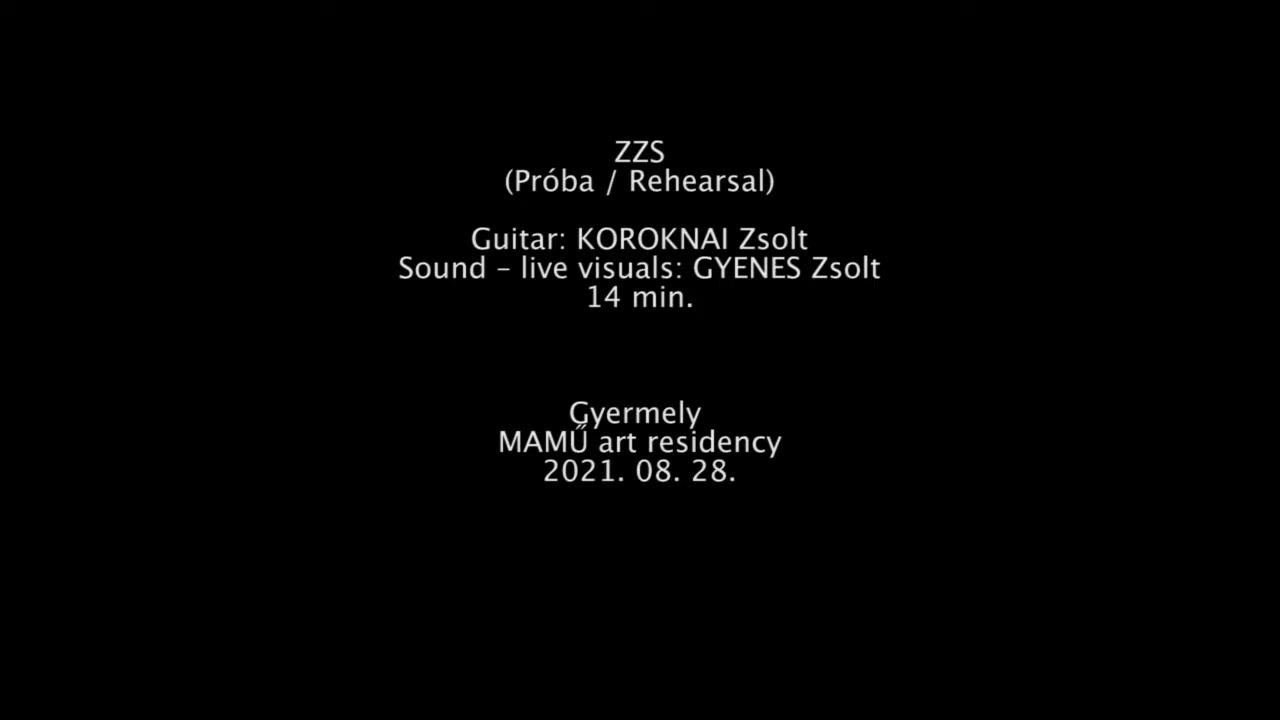 ZZS
(Próba / Rehearsal)
Guitar: KOROKNAI Zsolt
Sound – live visuals: GYENES Zsolt
14 min.
Gyermely
MAMŰ art residency
2021. 08. 28.